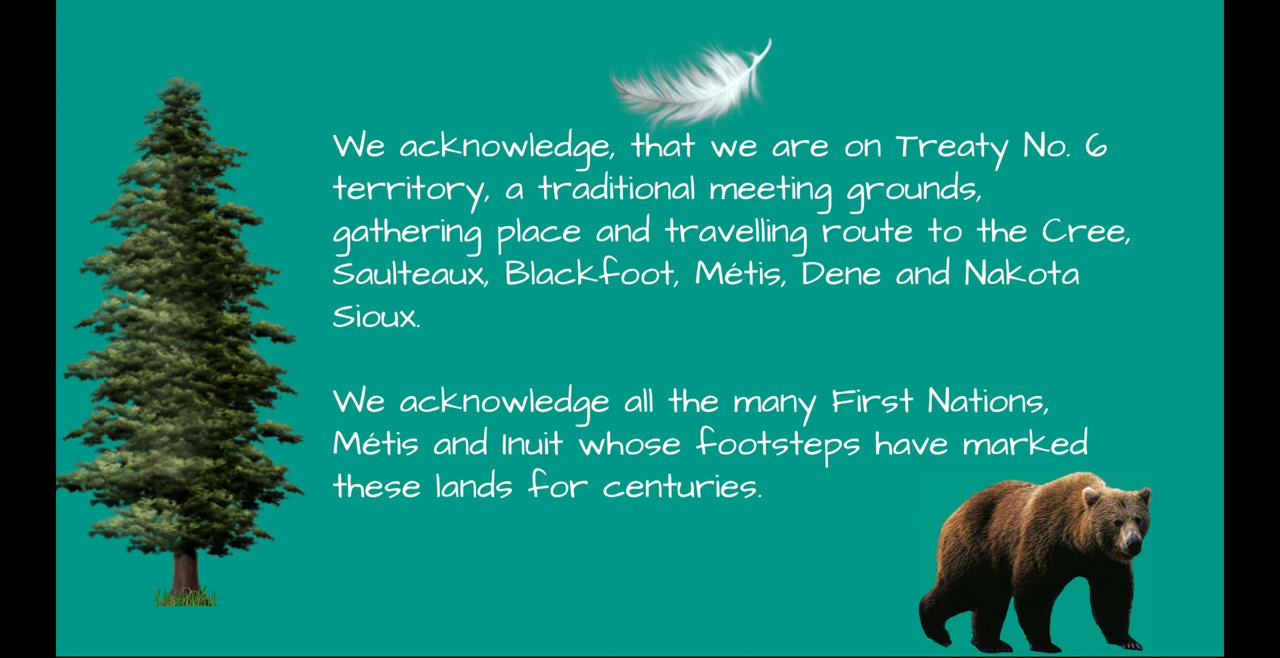 We acknowledge, that we are on Treaty No. 6
territory, a traditional meeting grounds,
gathering place and travelling route to the Cree,
Saulteaux, Blackfoot, Métis, Dene and Nakota
Sioux.
We acknowledge all the many First Nations,
Métis and Inuit whose footsteps have marked
these lands for centuries.